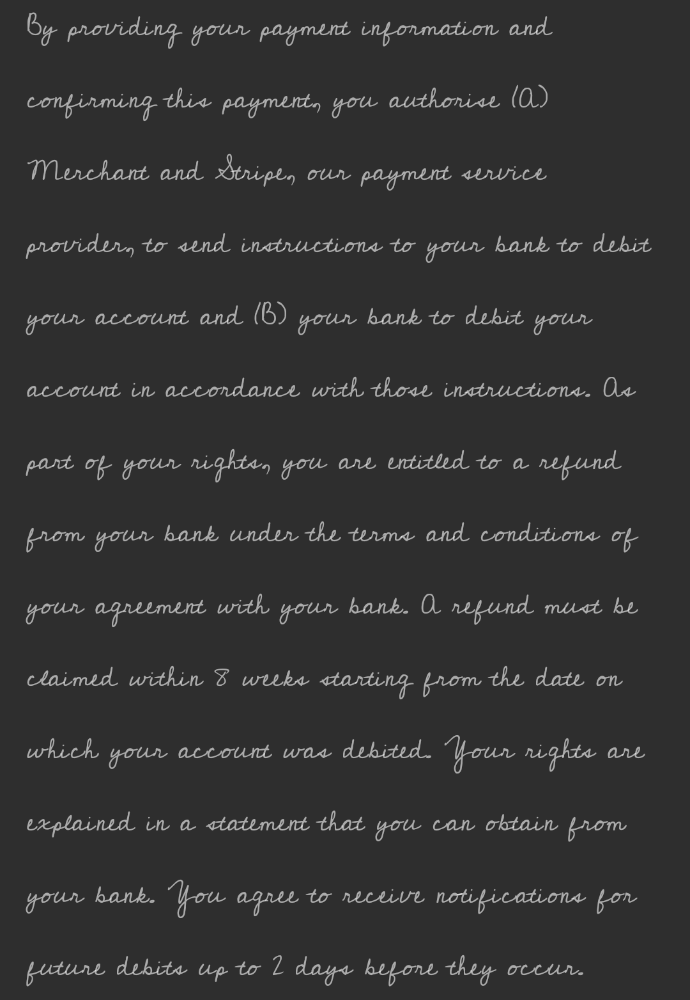 By providing your payment information and
confirming this payment, you authorise (A)
Merchant and Stripe, our payment service
provider, to send instructions to your bank to debit
your account and (B) your bank to debit your
account in accordance with those instructions. As
part of your rights, you are entitled to a refund
from your bank under the terms and conditions of
your agreement with your bank. A refund must be
claimed within 8 weeks starting from the date on
which your account was debited. Your rights are
explained in a statement that you can obtain from
your bank. You agree to receive notifications for
future debits up to 2 days before they occur.